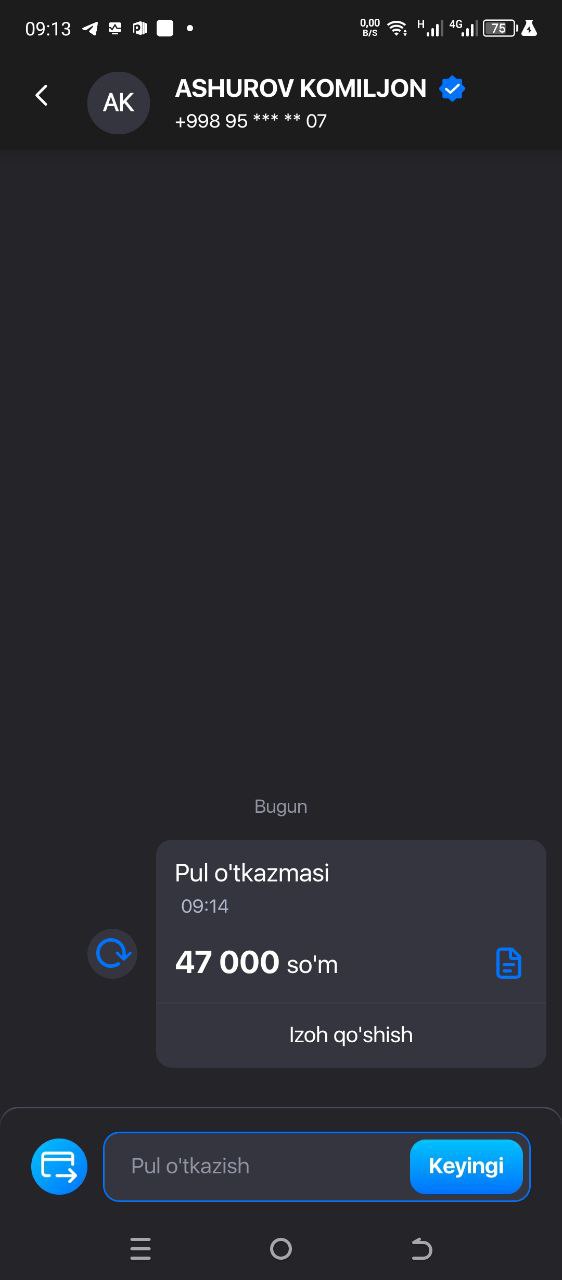 09:13
0,00
B/S
H
4G
75
AK
ASHUROV KOMILJON
+998 95 *** ** 07
Bugun
Pul o'tkazmasi
09:14
47 000 so'm
Izoh qo'shish
Pul o'tkazish
Keyingi